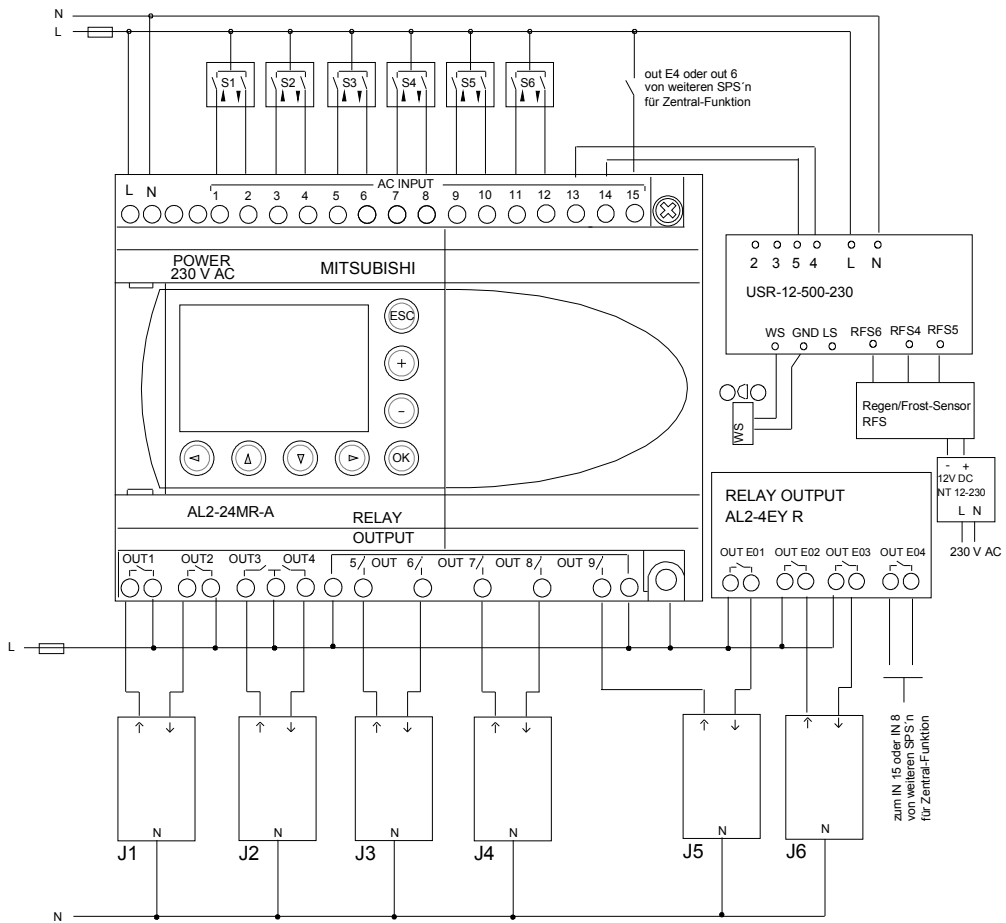 N
L
S1 S2 S3 S4 S5 S6
out E4 oder out 6
von weiteren SPS´n
für Zentral-Funktion
L N
AC INPUT
1 2 3 4 5 6 7 8 9 10 11 12 13 14 15
POWER
230 V AC
MITSUBISHI
ESC
+
-
OK
AL2-24MR-A
RELAY
OUTPUT
OUT1 OUT2 OUT3 OUT4 5 OUT 6 OUT 7 OUT 8 OUT 9
2 3 5 4 L N
USR-12-500-230
WS GND LS RFS6 RFS4 RFS5
WS
Regen/Frost-Sensor
RFS
- +
12V DC
NT 12-230
L N
230 V AC
RELAY OUTPUT
AL2-4EY R
OUT E01 OUT E02 OUT E03 OUT E04
L
zum IN 15 oder IN 8
von weiteren SPS´n
für Zentral-Funktion
N N N N N N
J1 J2 J3 J4 J5 J6
N